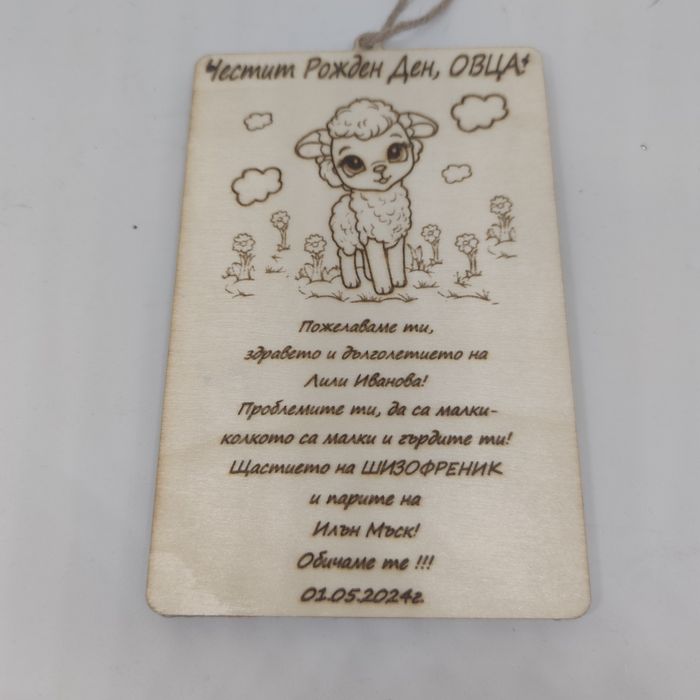 Честит Рожден Ден, ОВЦА!
Пожелаваме ти,
здравето и дълголетието на
Лили Иванова!
Проблемите ти, да са малки-
колкото са малки и гърдите ти!
Щастието на ШИЗОФРЕНИК
и парите на
Илън Мъск!
Обичаме те !!!
01.05.2024г.